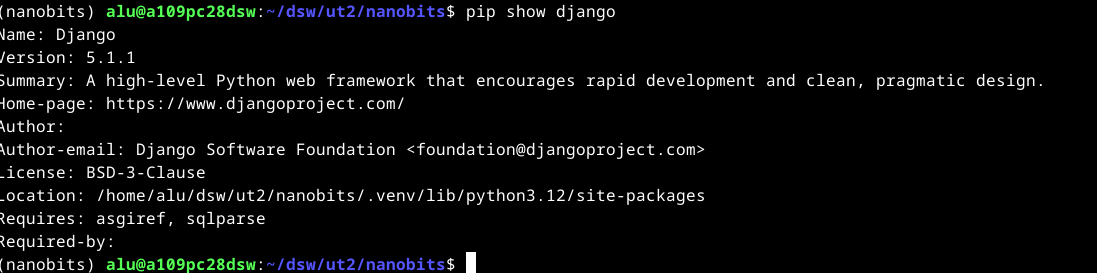 (nanobits) alu@a109pc28dsw:~/dsw/ut2/nanobits$ pip show django
Name: Django
Version: 5.1.1
Summary: A high-level Python web framework that encourages rapid development and clean, pragmatic design.
Home-page: https://www.djangoproject.com/
Author:
Author-email: Django Software Foundation <foundation@djangoproject.com>
License: BSD-3-Clause
Location: /home/alu/dsw/ut2/nanobits/.venv/lib/python3.12/site-packages
Requires: asgiref, sqlparse
Required-by:
(nanobits) alu@a109pc28dsw:~/dsw/ut2/nanobits$